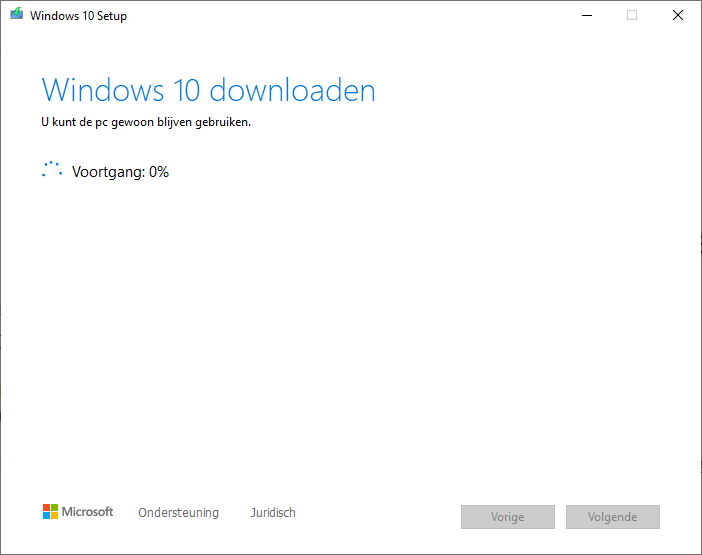 Windows 10 Setup
Windows 10 downloaden
U kunt de pc gewoon blijven gebruiken.
Voortgang: 0%
Microsoft Ondersteuning Juridisch Vorige Volgende